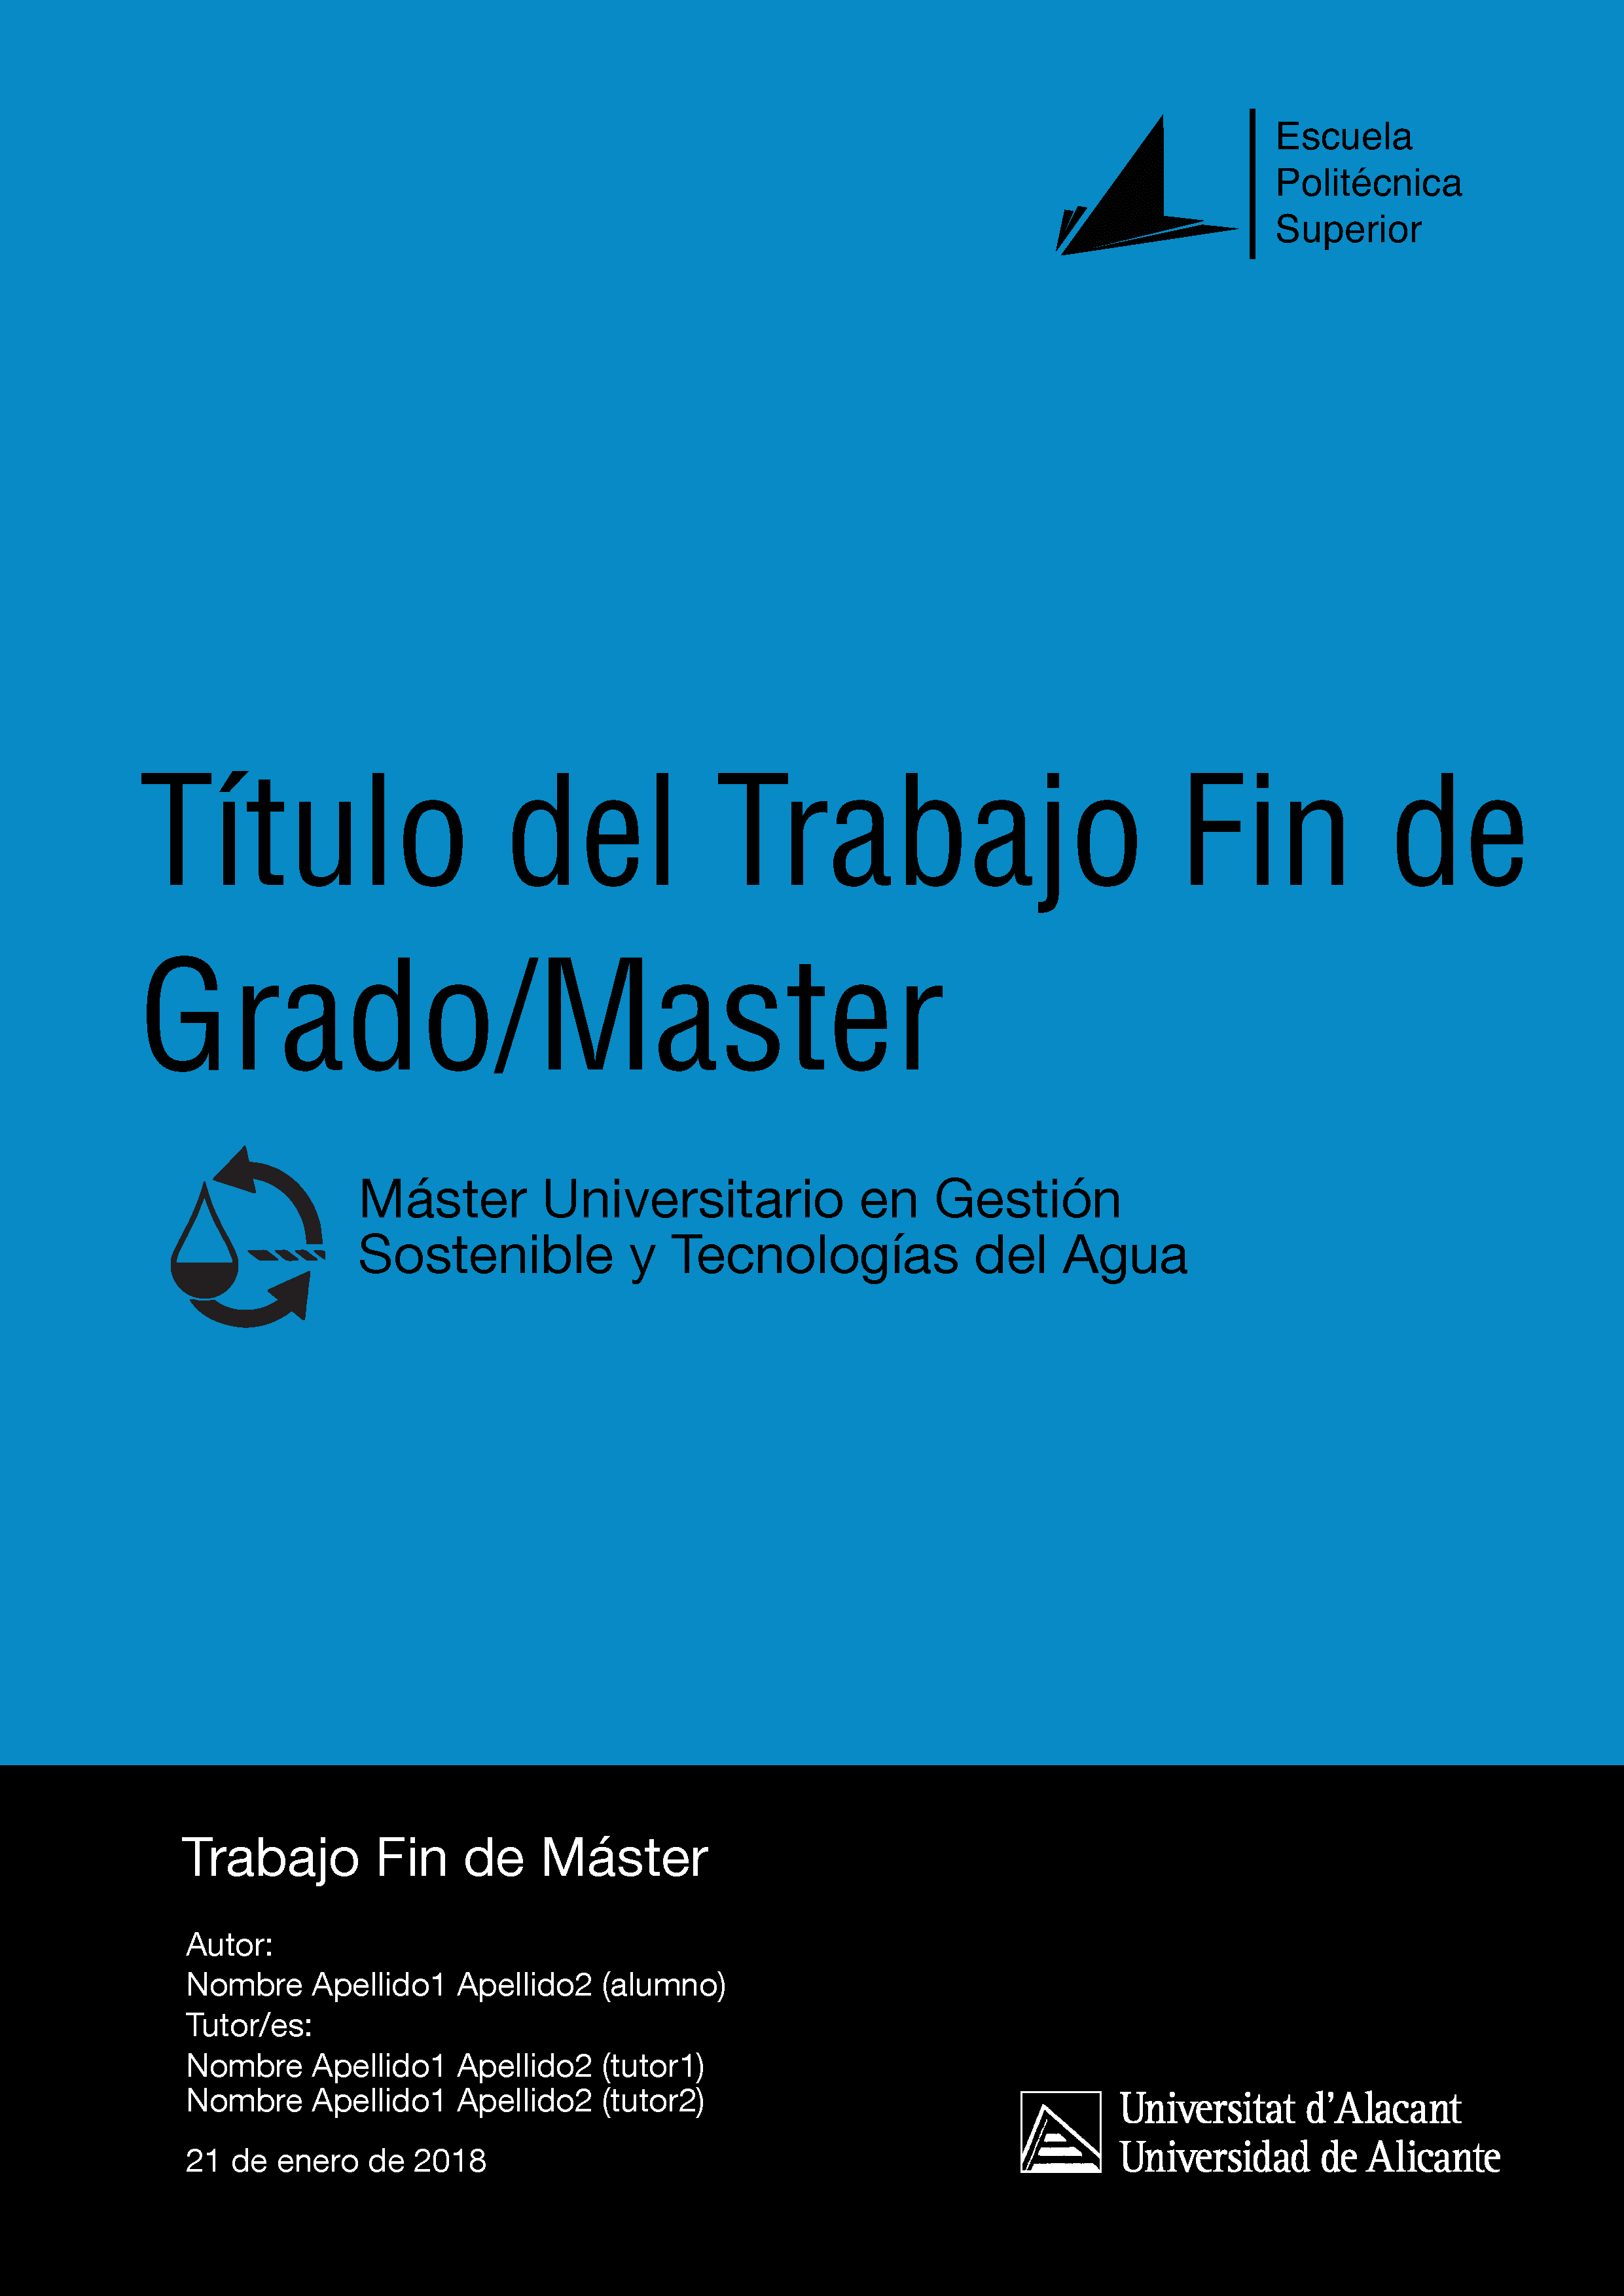 Escuela
Politécnica
Superior
Título del Trabajo Fin de
Grado/Master
Máster Universitario en Gestión
Sostenible y Tecnologías del Agua
Trabajo Fin de Máster
Autor:
Nombre Apellido1 Apellido2 (alumno)
Tutor/es:
Nombre Apellido1 Apellido2 (tutor1)
Nombre Apellido1 Apellido2 (tutor2)
21 de enero de 2018
Universitat d’Alacant
Universidad de Alicante